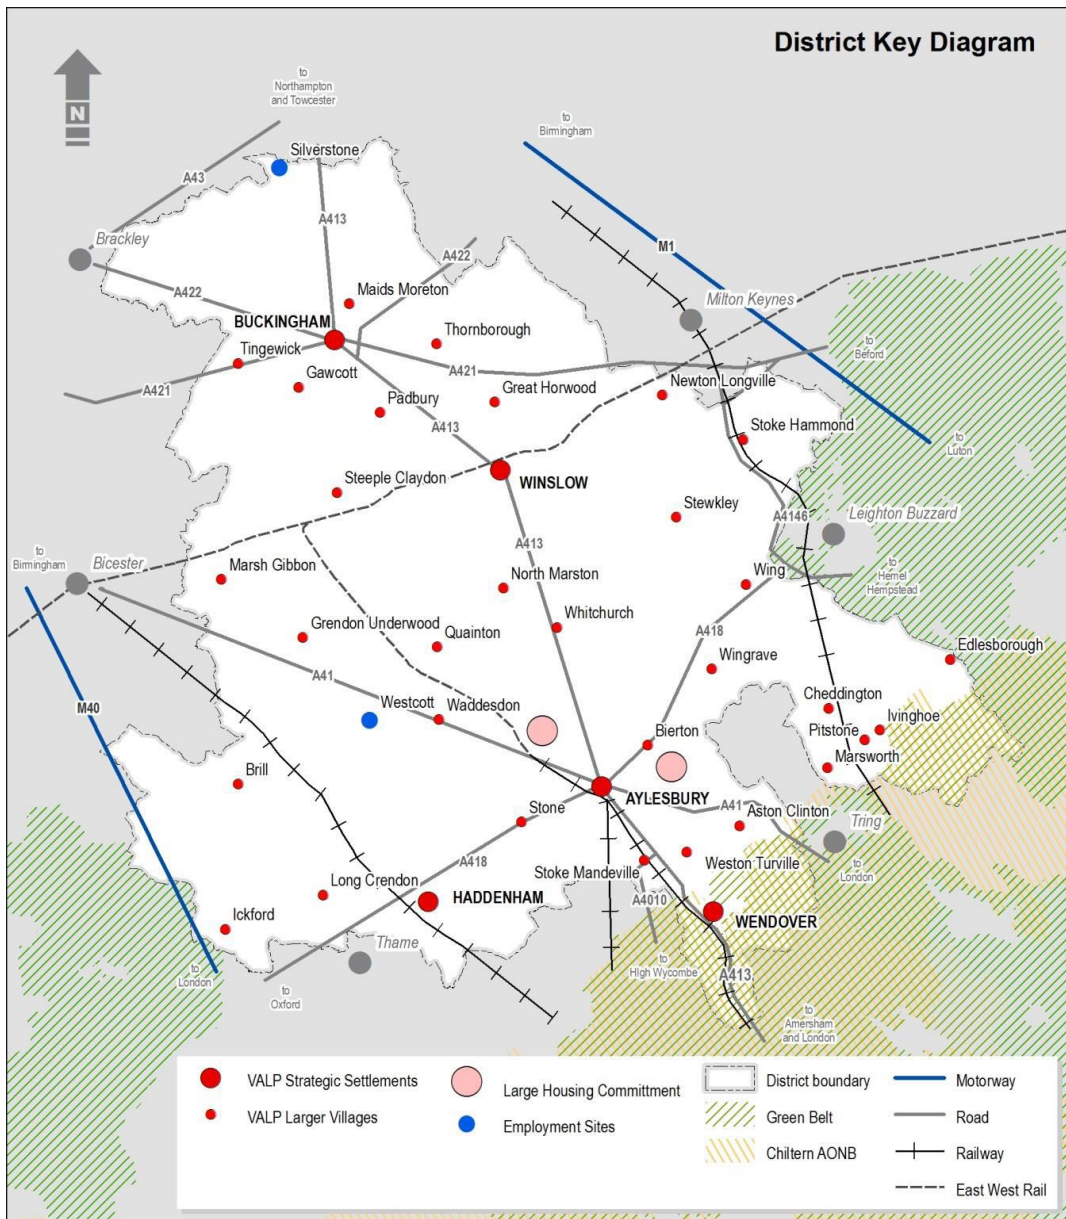 District Key Diagram
N
to
Northampton
and Towcester
to
Birmingham
Silverstone
A43
A413
Brackley
A422
M1
A422
Maids Moreton
Milton Keynes
BUCKINGHAM
Thornborough
to
Beford
Tingewick
A421
A421
Gawcott
Padbury
Great Horwood
Newton Longville
A413
Stoke Hammond
to
Luton
Steeple Claydon
WINSLOW
Stewkley
A4146
Leighton Buzzard
A413
to
Birmingham
Bicester
Marsh Gibbon
North Marston
Wing
to
Hemel
Hempstead
Grendon Underwood
Quainton
Whitchurch
A418
Edlesborough
A41
Wingrave
M40
Westcott
Waddesdon
Cheddington
Ivinghoe
Pitstone
Bierton
Marsworth
Brill
AYLESBURY
A41
Aston Clinton
Tring
Stone
A418
to
London
Stoke Mandeville
Weston Turville
Long Crendon
HADDENHAM
A4010
WENDOVER
Ickford
Thame
to
London
to
Oxford
to
High Wycombe
A413
to
Amersham
and London
VALP Strategic Settlements
VALP Larger Villages
Large Housing Committment
Employment Sites
District boundary
Green Belt
Chiltern AONB
Motorway
Road
Railway
East West Rail